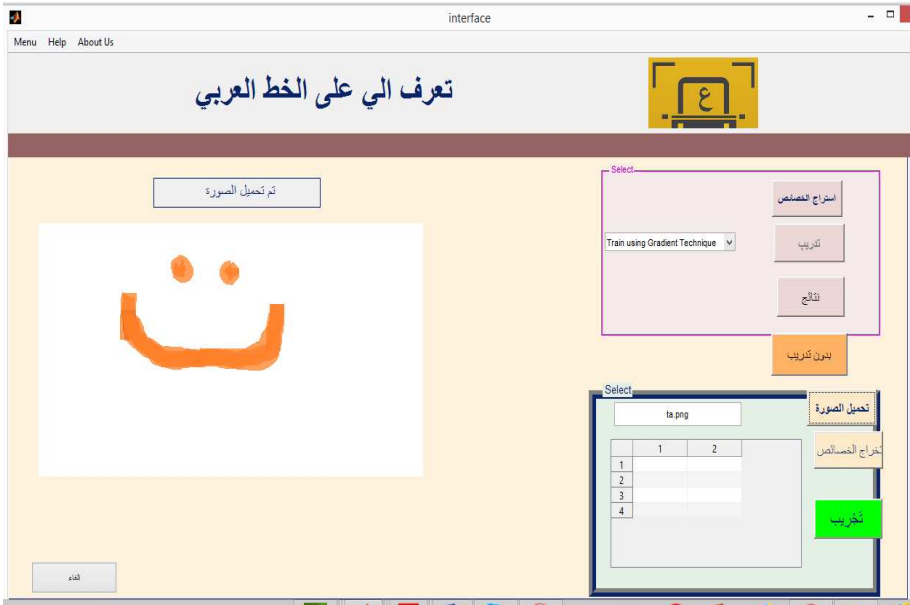 interface
Menu Help About Us
تعرف الي على الخط العربي
ع
تم تحميل الصورة
ت
Select
استراج الخصائص
Train using Gradient Technique
تدريب
نتائج
بدون تدريب
Select
ta.png
تحميل الصورة
1 2
1
2
3
4
تخراج الخصائص
تجريب
الغاء